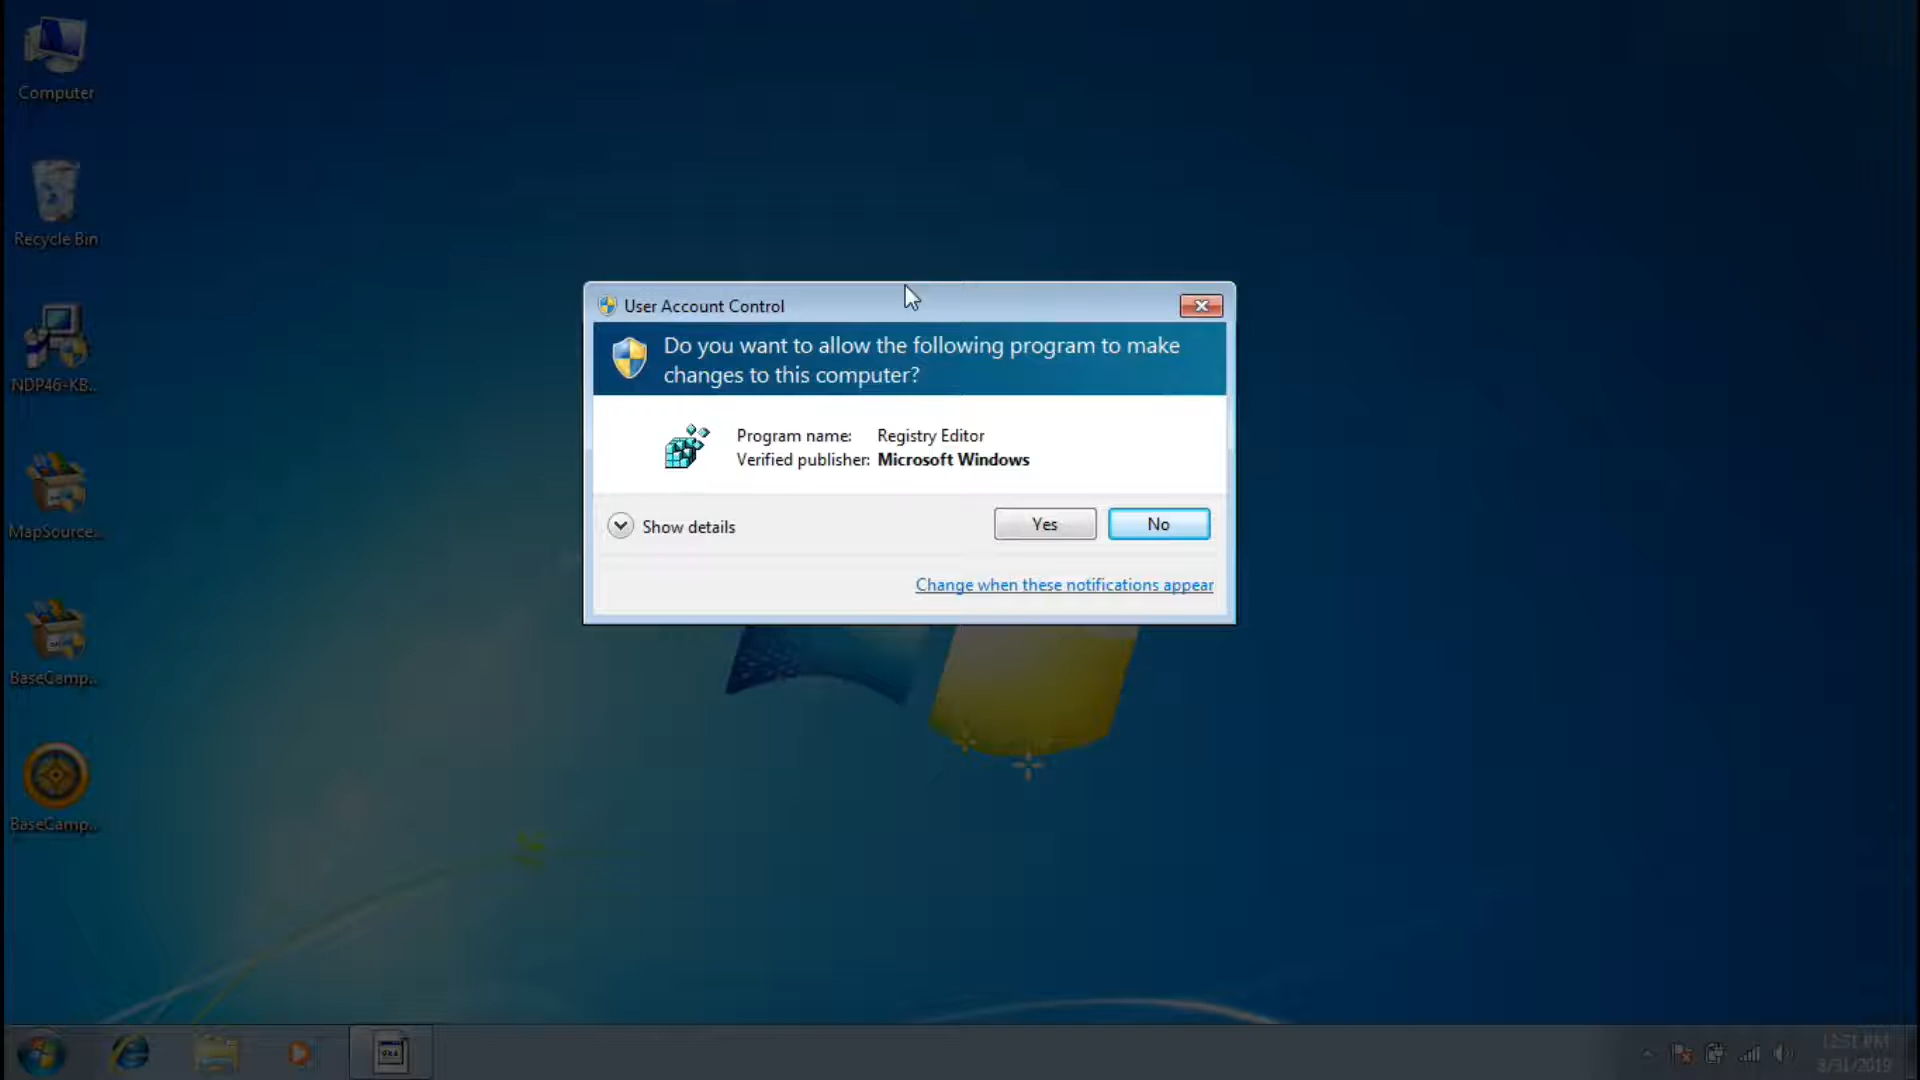 Computer
Recycle Bin
NDP46-KB...
MapSource...
BaseCamp...
BaseCamp...
User Account Control
Do you want to allow the following program to make
changes to this computer?
Program name: Registry Editor
Verified publisher: Microsoft Windows
Show details
Yes
No
Change when these notifications appear
12:51 PM
3/31/2019